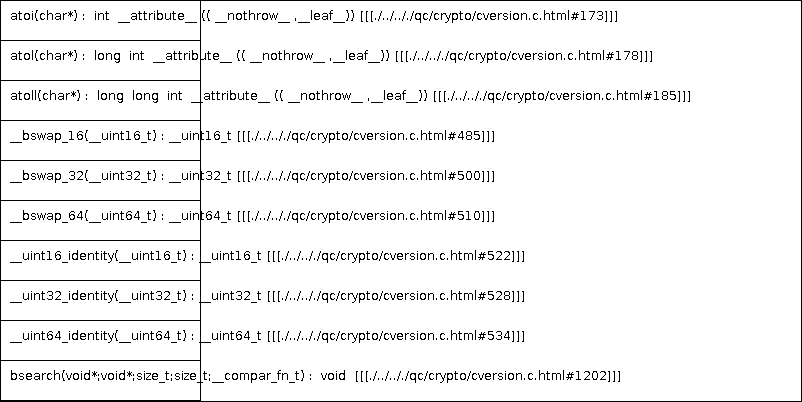 atoi(char*) : int __attribute__ (( __nothrow__ ,__leaf__)) [[[./../.././qc/crypto/cversion.c.html#173]]]
atol(char*) : long int __attribute__ (( __nothrow__ ,__leaf__)) [[[./../.././qc/crypto/cversion.c.html#178]]]
atoll(char*) : long long int __attribute__ (( __nothrow__ ,__leaf__)) [[[./../.././qc/crypto/cversion.c.html#185]]]
__bswap_16(__uint16_t) : __uint16_t [[[./../.././qc/crypto/cversion.c.html#485]]]
__bswap_32(__uint32_t) : __uint32_t [[[./../.././qc/crypto/cversion.c.html#500]]]
__bswap_64(__uint64_t) : __uint64_t [[[./../.././qc/crypto/cversion.c.html#510]]]
__uint16_identity(__uint16_t) : __uint16_t [[[./../.././qc/crypto/cversion.c.html#522]]]
__uint32_identity(__uint32_t) : __uint32_t [[[./../.././qc/crypto/cversion.c.html#528]]]
__uint64_identity(__uint64_t) : __uint64_t [[[./../.././qc/crypto/cversion.c.html#534]]]
bsearch(void*;void*;size_t;size_t;__compar_fn_t) : void [[[./../.././qc/crypto/cversion.c.html#1202]]]